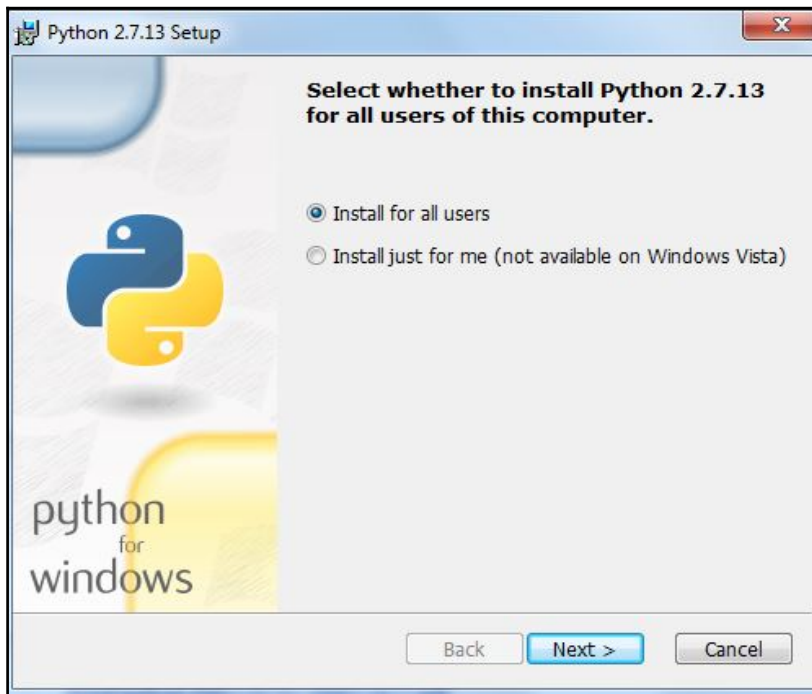 Python 2.7.13 Setup
Select whether to install Python 2.7.13
for all users of this computer.
Install for all users
Install just for me (not available on Windows Vista)
python
for
windows
Back
Next >
Cancel